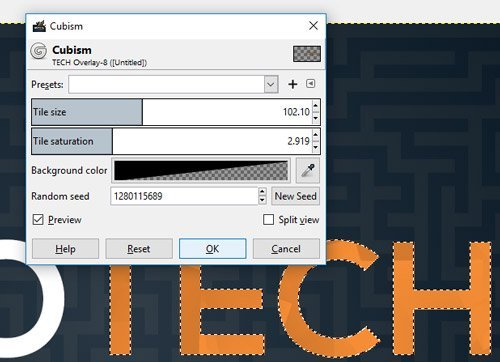 Cubism
Cubism
TECH Overlay-8 ([Untitled])
Presets:
Tile size 102.10
Tile saturation 2.919
Background color
Random seed 1280115689 New Seed
Preview Split view
Help Reset OK Cancel
OTECH